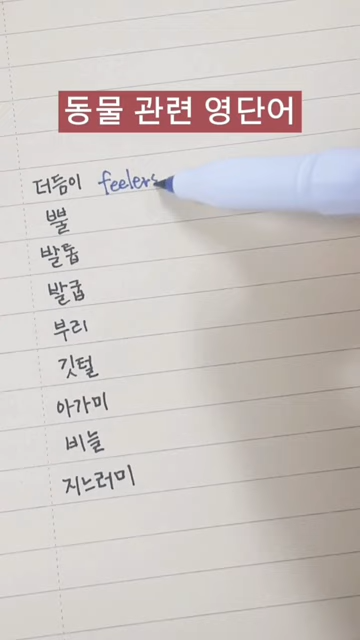 동물 관련 영단어
더듬이 feelers
뿔
발톱
발굽
부리
깃털
아가미
비늘
지느러미